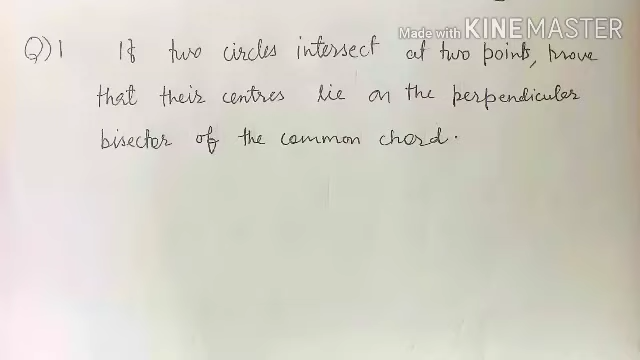 Made with KINEMASTER
Q)1 If two circles intersect at two points, prove
that their centres lie on the perpendicular
bisector of the common chord.